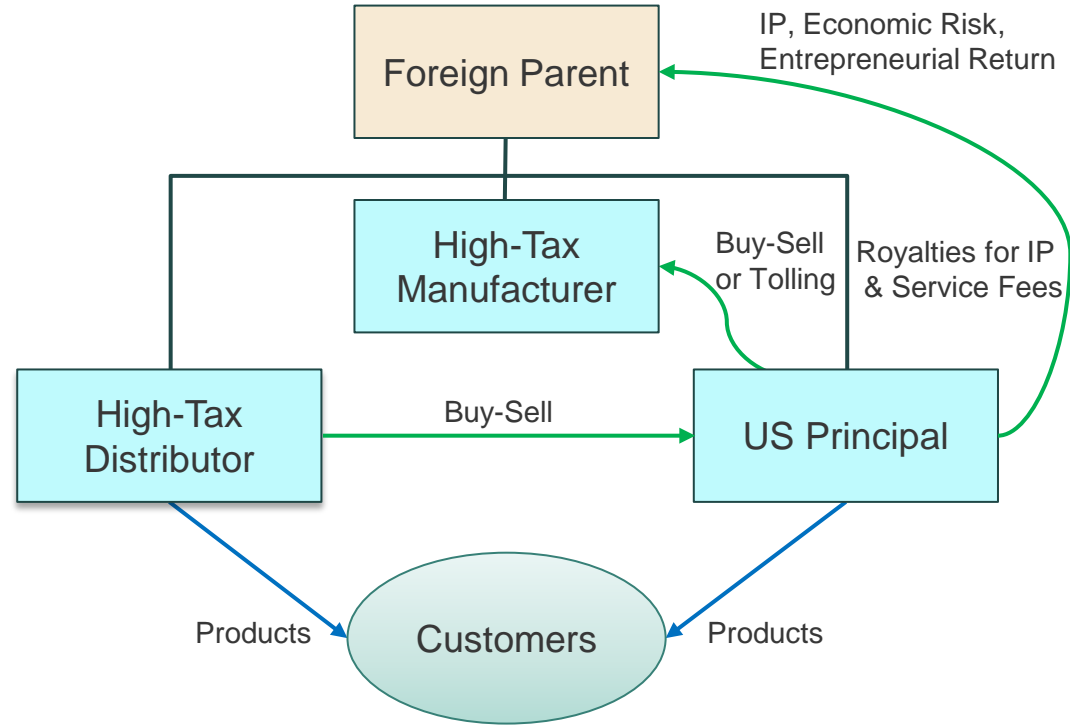 IP, Economic Risk,
Entrepreneurial Return
Foreign Parent
High-Tax
Manufacturer
Buy-Sell
or Tolling
Royalties for IP
& Service Fees
High-Tax
Distributor
Buy-Sell
US Principal
Products
Customers
Products